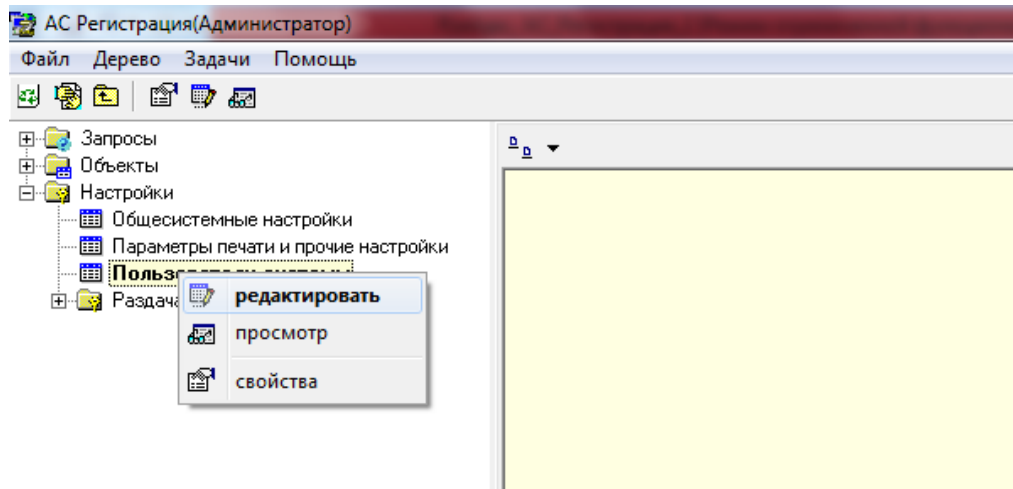 АС Регистрация(Администратор)
Файл Дерево Задачи Помощь
Запросы
Объекты
Настройки
Общесистемные настройки
Параметры печати и прочие настройки
Раздача
редактировать
просмотр
свойства